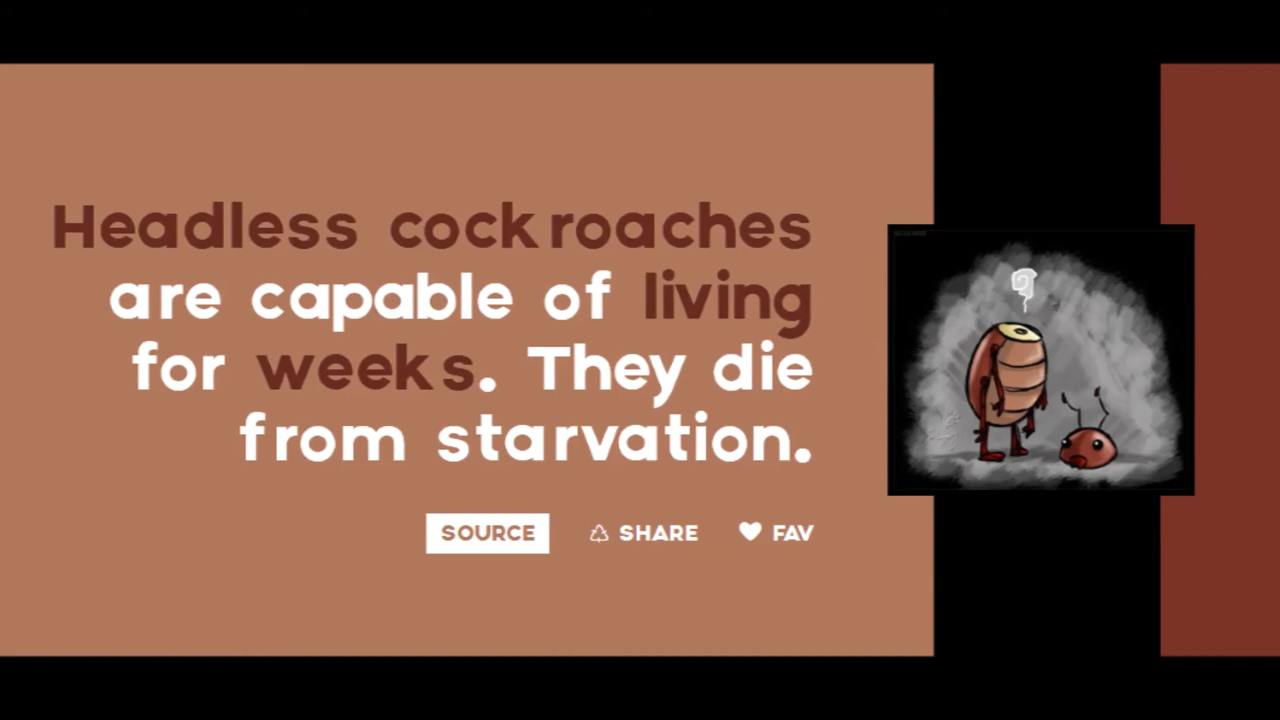 Headless cockroaches
are capable of living
for weeks. They die
from starvation.
SOURCE SHARE FAV